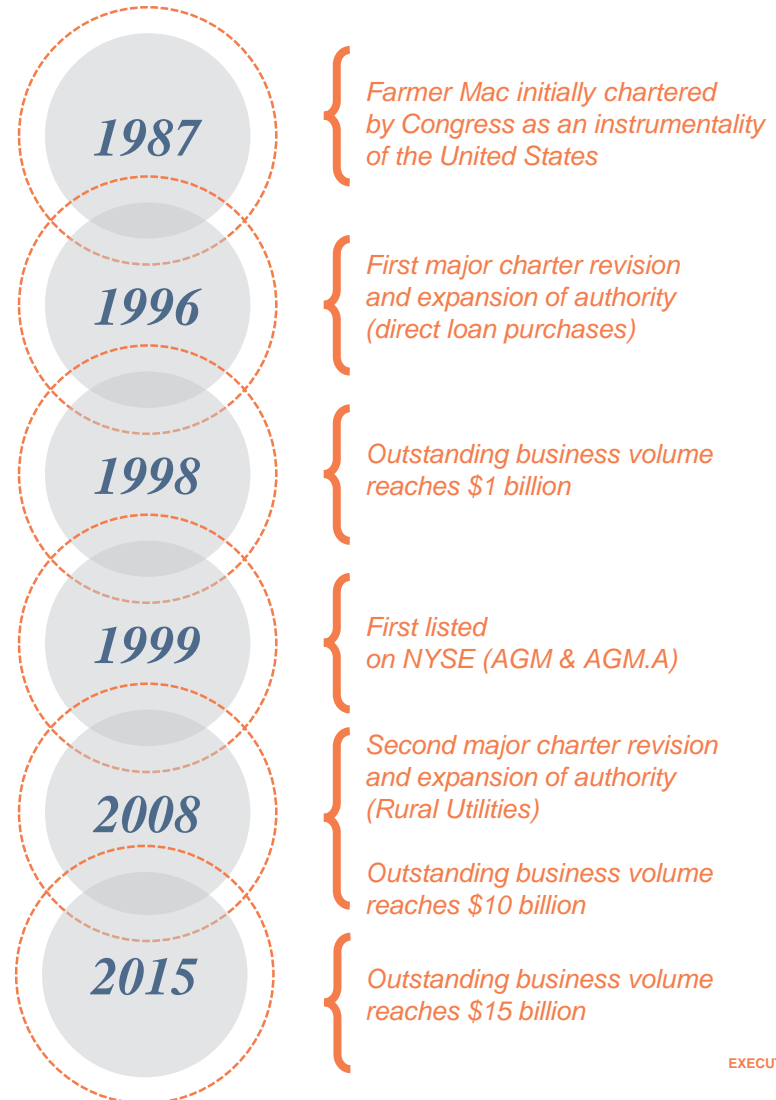 1987
Farmer Mac initially chartered
by Congress as an instrumentality
of the United States
1996
First major charter revision
and expansion of authority
(direct loan purchases)
1998
Outstanding business volume
reaches $1 billion
1999
First listed
on NYSE (AGM & AGM.A)
2008
Second major charter revision
and expansion of authority
(Rural Utilities)
Outstanding business volume
reaches $10 billion
2015
Outstanding business volume
reaches $15 billion